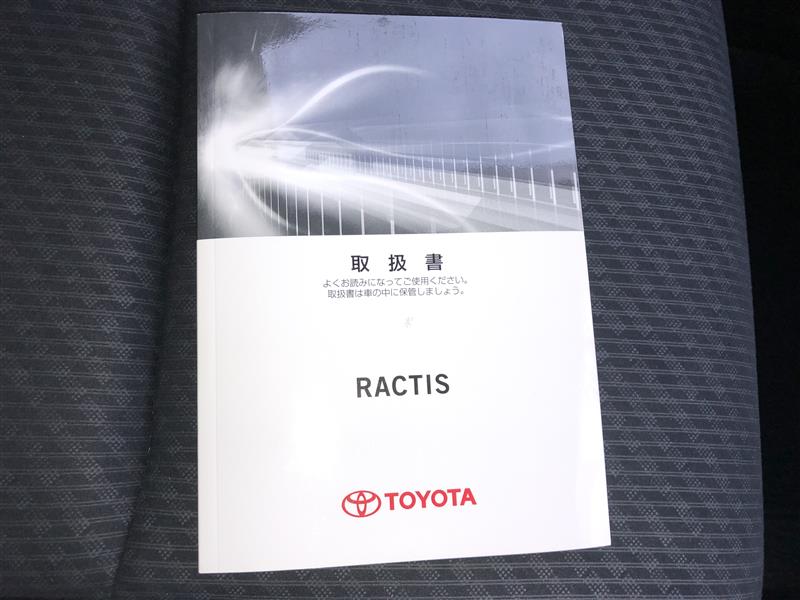 取扱書
よくお読みになってご使用ください。
取扱書は車の中に保管しましょう。
RACTIS
TOYOTA